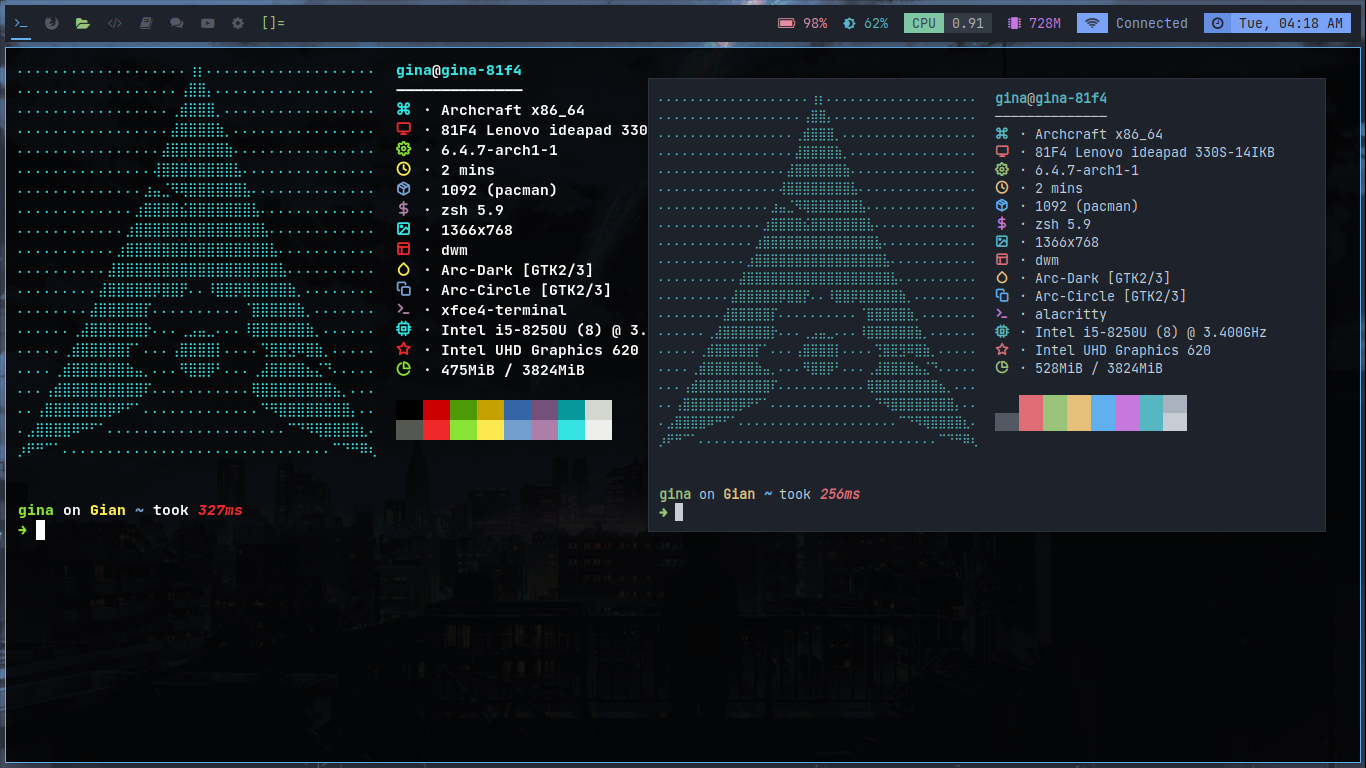 []= 98% 62% CPU 0.91 728M Connected Tue, 04:18 AM
gina@gina-81f4
· Archcraft x86_64
· 81F4 Lenovo ideapad 330
· 6.4.7-arch1-1
· 2 mins
· 1092 (pacman)
· zsh 5.9
· 1366x768
· dwm
· Arc-Dark [GTK2/3]
· Arc-Circle [GTK2/3]
· xfce4-terminal
· Intel i5-8250U (8) @ 3.
· Intel UHD Graphics 620
· 475MiB / 3824MiB
gina on Gian ~ took 327ms
➜
gina@gina-81f4
· Archcraft x86_64
· 81F4 Lenovo ideapad 330S-14IKB
· 6.4.7-arch1-1
· 2 mins
· 1092 (pacman)
· zsh 5.9
· 1366x768
· dwm
· Arc-Dark [GTK2/3]
· Arc-Circle [GTK2/3]
· alacritty
· Intel i5-8250U (8) @ 3.400GHz
· Intel UHD Graphics 620
· 528MiB / 3824MiB
gina on Gian ~ took 256ms
➜